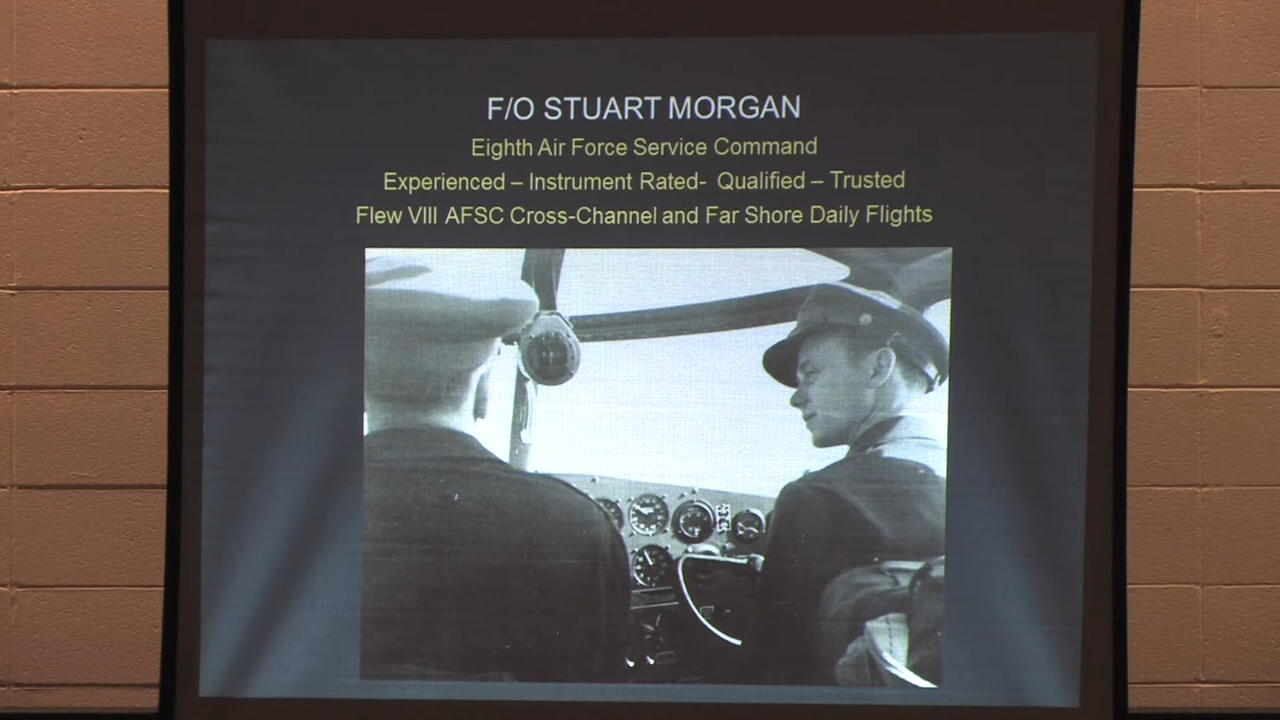 F/O STUART MORGAN
Eighth Air Force Service Command
Experienced – Instrument Rated- Qualified – Trusted
Flew VIII AFSC Cross-Channel and Far Shore Daily Flights